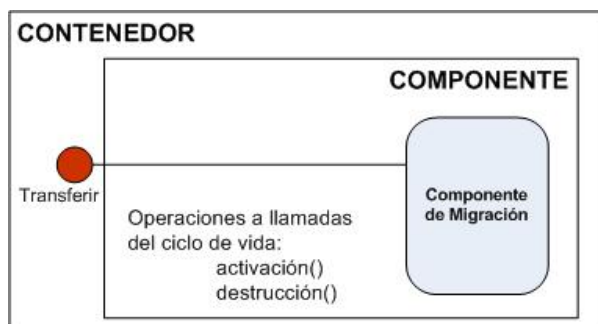 CONTENEDOR
COMPONENTE
Transferir
Componente
de Migración
Operaciones a llamadas
del ciclo de vida:
activación()
destrucción()